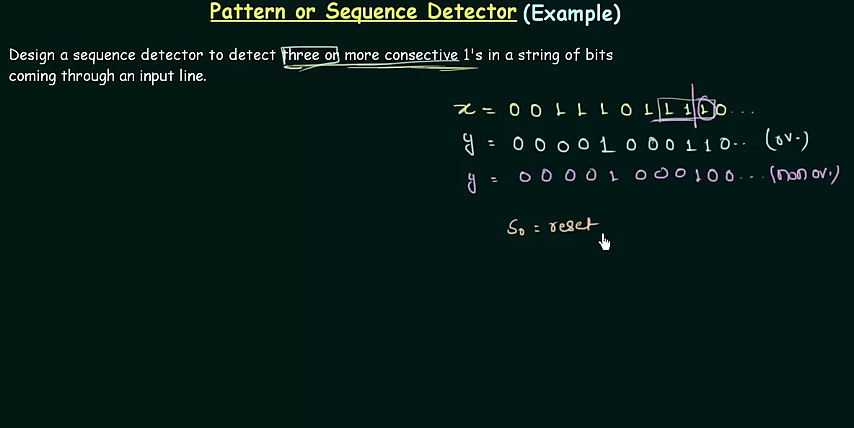 Pattern or Sequence Detector (Example)
Design a sequence detector to detect three or more consective 1's in a string of bits
coming through an input line.
x = 0 0 1 1 1 0 1 1 1 1 0 ...
y = 0 0 0 0 1 0 0 0 1 1 0 .. (ov.)
y = 0 0 0 0 1 0 0 0 1 0 0 ... (non ov.)
S₀ = reset